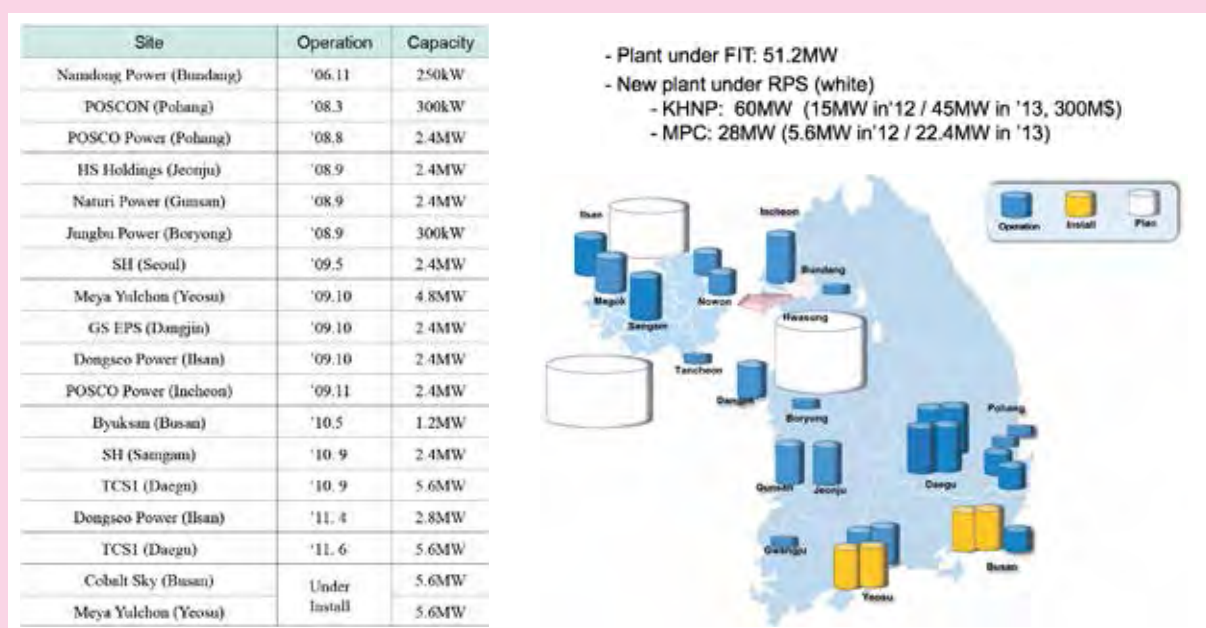 Site Operation Capacity
Namdong Power (Bundang) '06.11 250kW
POSCON (Pohang) '08.3 300kW
POSCO Power (Pohang) '08.8 2.4MW
HS Holdings (Jeonju) '08.9 2.4MW
Naturi Power (Gunsan) '08.9 2.4MW
Jungbu Power (Boryong) '08.9 300kW
SH (Seoul) '09.5 2.4MW
Meya Yulchon (Yeosu) '09.10 4.8MW
GS EPS (Dangjin) '09.10 2.4MW
Dongseo Power (Ilsan) '09.10 2.4MW
POSCO Power (Incheon) '09.11 2.4MW
Byuksan (Busan) '10.5 1.2MW
SH (Samgam) '10. 9 2.4MW
TCS1 (Daegu) '10. 9 5.6MW
Dongseo Power (Ilsan) '11. 4 2.8MW
TCS1 (Daegu) '11. 6 5.6MW
Cobalt Sky (Busan) 5.6MW
Under
Install
Meya Yulchon (Yeosu) 5.6MW
- Plant under FIT: 51.2MW
- New plant under RPS (white)
- KHNP: 60MW (15MW in'12 / 45MW in '13, 300M$)
- MPC: 28MW (5.6MW in'12 / 22.4MW in '13)
Operation Install Plan
Ilsan
Incheon
Bundang
Magok
Nowon
Sangam
Hwasung
Tancheon
Dangjin
Boryong
Pohang
Gunsan
Jeonju
Daegu
Gwangju
Busan
Yeosu